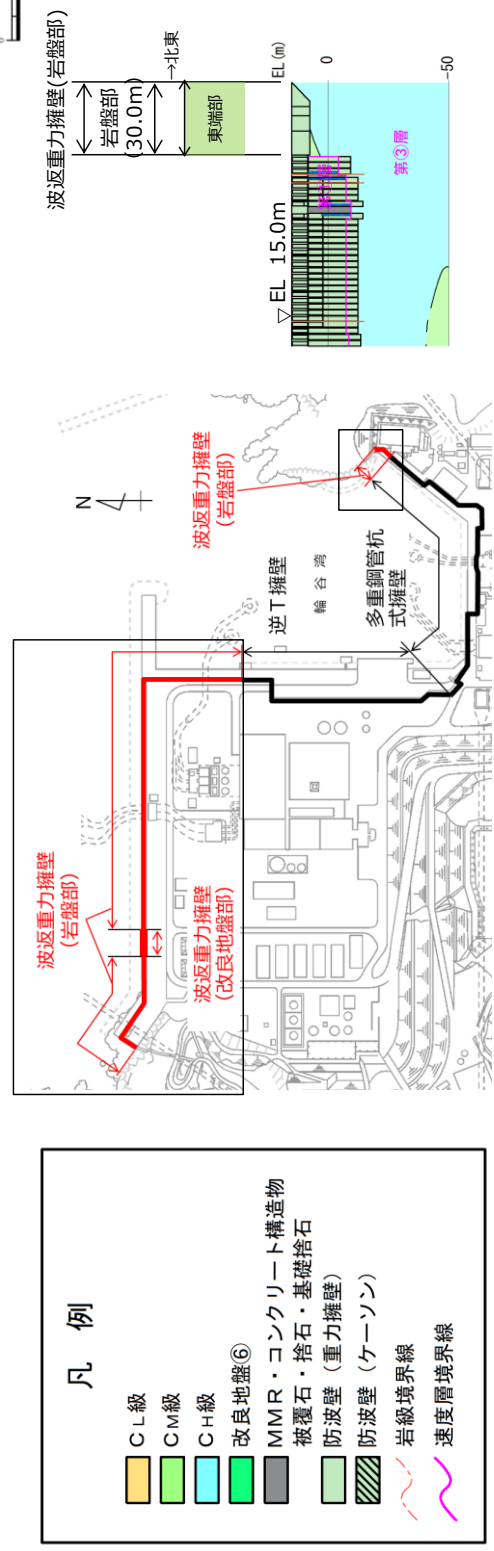 凡 例
CL級
CM級
CH級
改良地盤⑥
MMR・コンクリート構造物
被覆石・捨石・基礎捨石
防波壁（重力擁壁）
防波壁（ケーソン）
岩級境界線
速度層境界線
波返重力擁壁
(岩盤部)
波返重力擁壁
(改良地盤部)
N
逆T擁壁
輪谷湾
多重鋼管杭
式擁壁
波返重力擁壁
(岩盤部)
波返重力擁壁(岩盤部)
岩盤部
(30.0m)
→北東
東端部
EL 15.0m
EL(m)
0
-50
第③層